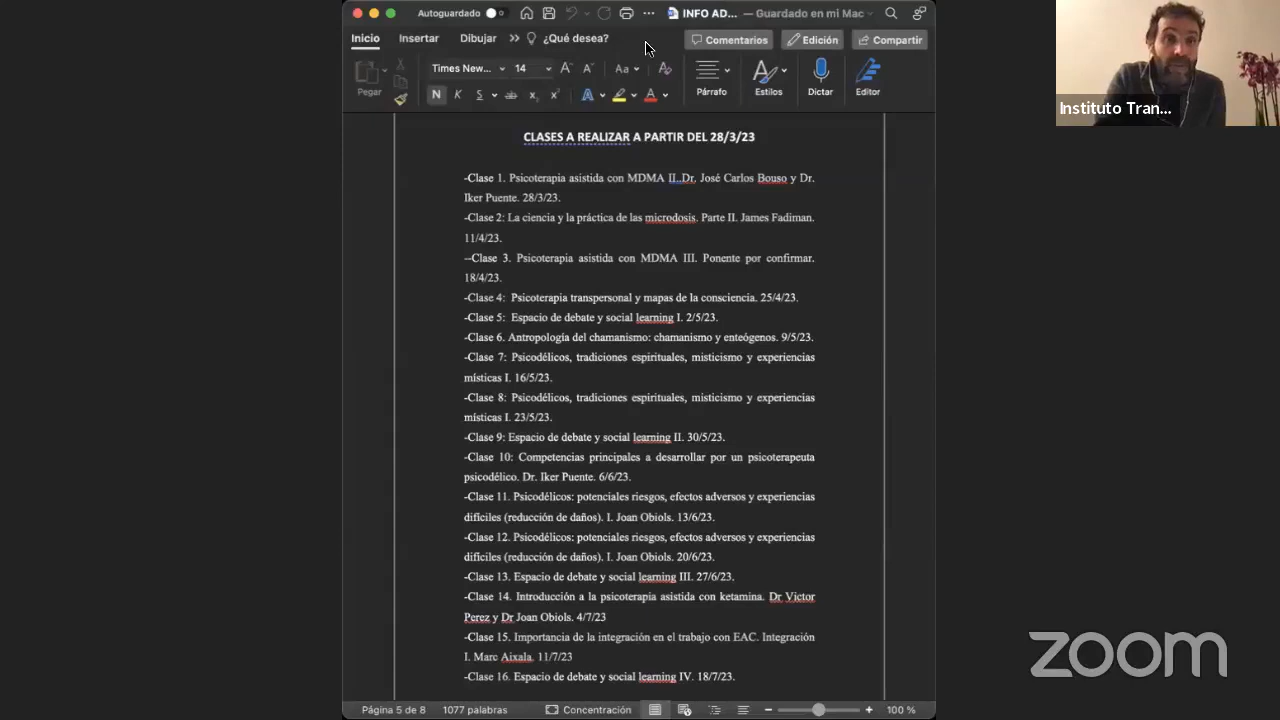 Autoguardado
INFO AD... — Guardado en mi Mac
Inicio Insertar Dibujar ¿Qué desea? Comentarios Edición Compartir
Pegar Times New... 14 Aa Párrafo Estilos Dictar Editor
N K S ab x x A A
CLASES A REALIZAR A PARTIR DEL 28/3/23
-Clase 1. Psicoterapia asistida con MDMA II..Dr. José Carlos Bouso y Dr.
Iker Puente. 28/3/23.
-Clase 2: La ciencia y la práctica de las microdosis. Parte II. James Fadiman.
11/4/23.
--Clase 3. Psicoterapia asistida con MDMA III. Ponente por confirmar.
18/4/23.
-Clase 4: Psicoterapia transpersonal y mapas de la consciencia. 25/4/23.
-Clase 5: Espacio de debate y social learning I. 2/5/23.
-Clase 6. Antropología del chamanismo: chamanismo y enteógenos. 9/5/23.
-Clase 7: Psicodélicos, tradiciones espirituales, misticismo y experiencias
místicas I. 16/5/23.
-Clase 8: Psicodélicos, tradiciones espirituales, misticismo y experiencias
místicas I. 23/5/23.
-Clase 9: Espacio de debate y social learning II. 30/5/23.
-Clase 10: Competencias principales a desarrollar por un psicoterapeuta
psicodélico. Dr. Iker Puente. 6/6/23.
-Clase 11. Psicodélicos: potenciales riesgos, efectos adversos y experiencias
difíciles (reducción de daños). I. Joan Obiols. 13/6/23.
-Clase 12. Psicodélicos: potenciales riesgos, efectos adversos y experiencias
difíciles (reducción de daños). I. Joan Obiols. 20/6/23.
-Clase 13. Espacio de debate y social learning III. 27/6/23.
-Clase 14. Introducción a la psicoterapia asistida con ketamina. Dr Victor
Perez y Dr Joan Obiols. 4/7/23
-Clase 15. Importancia de la integración en el trabajo con EAC. Integración
I. Marc Aixala. 11/7/23
-Clase 16. Espacio de debate y social learning IV. 18/7/23.
Página 5 de 8 1077 palabras Concentración 100 %
Instituto Tran...
zoom